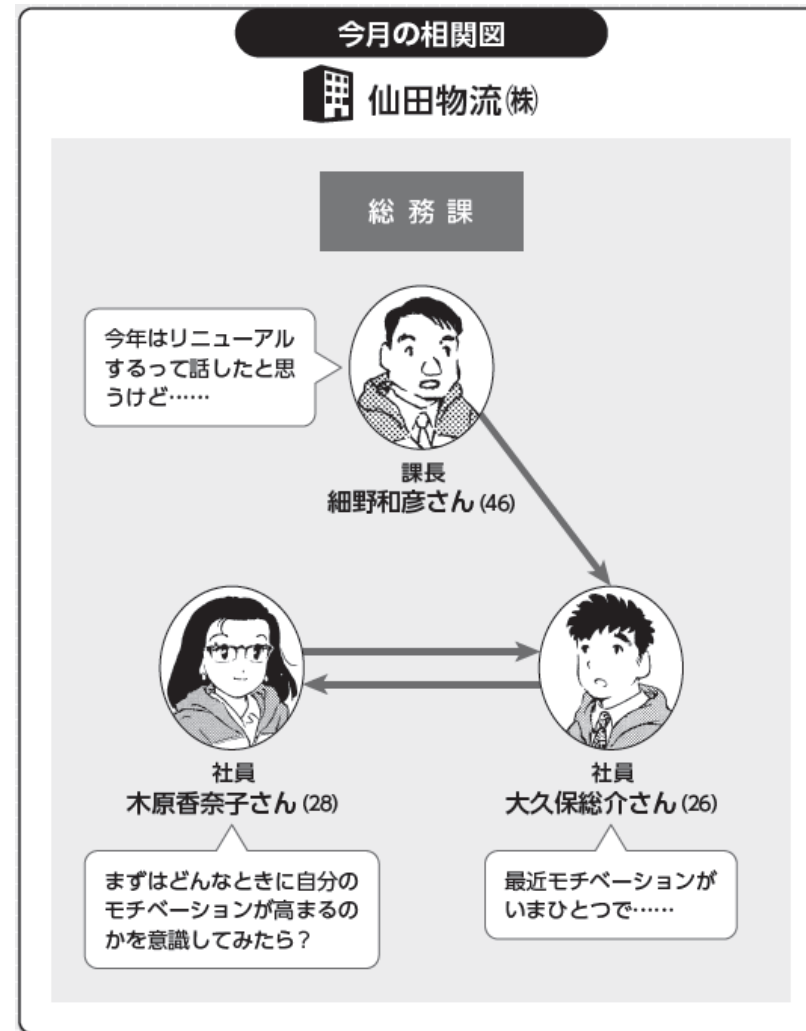 今月の相関図
仙田物流㈱
総務課
今年はリニューアル
するって話したと思
うけど……
課長
細野和彦さん(46)
社員
木原香奈子さん(28)
社員
大久保総介さん(26)
まずはどんなときに自分の
モチベーションが高まるの
かを意識してみたら？
最近モチベーションが
いまひとつで……